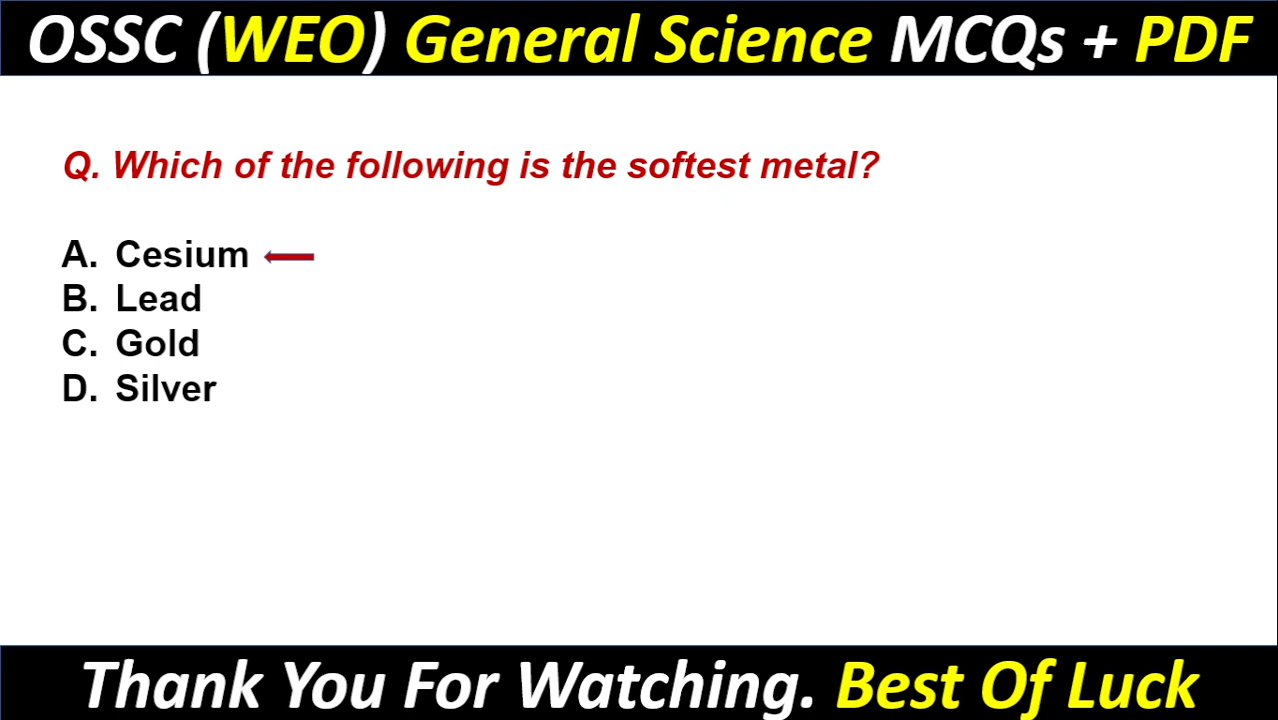 OSSC (WEO) General Science MCQs + PDF
Q. Which of the following is the softest metal?
A. Cesium
B. Lead
C. Gold
D. Silver
Thank You For Watching. Best Of Luck